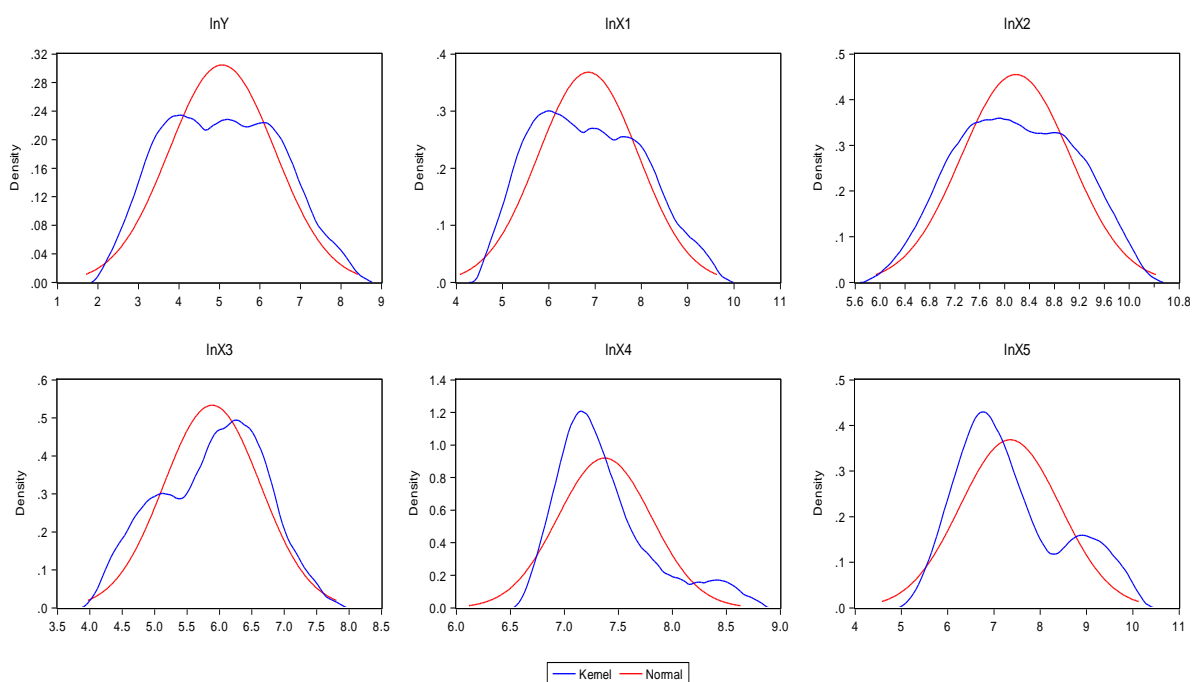 lnY
lnX1
lnX2
.32
.28
.24
.20
.16
.12
.08
.04
.00
Density
1 2 3 4 5 6 7 8 9
.4
.3
.2
.1
.0
Density
4 5 6 7 8 9 10 11
.5
.4
.3
.2
.1
.0
Density
5.6 6.0 6.4 6.8 7.2 7.6 8.0 8.4 8.8 9.2 9.6 10.0 10.8
lnX3
lnX4
lnX5
.6
.5
.4
.3
.2
.1
.0
Density
3.5 4.0 4.5 5.0 5.5 6.0 6.5 7.0 7.5 8.0 8.5
1.4
1.2
1.0
0.8
0.6
0.4
0.2
0.0
Density
6.0 6.5 7.0 7.5 8.0 8.5 9.0
.5
.4
.3
.2
.1
.0
Density
4 5 6 7 8 9 10 11
Kernel Normal